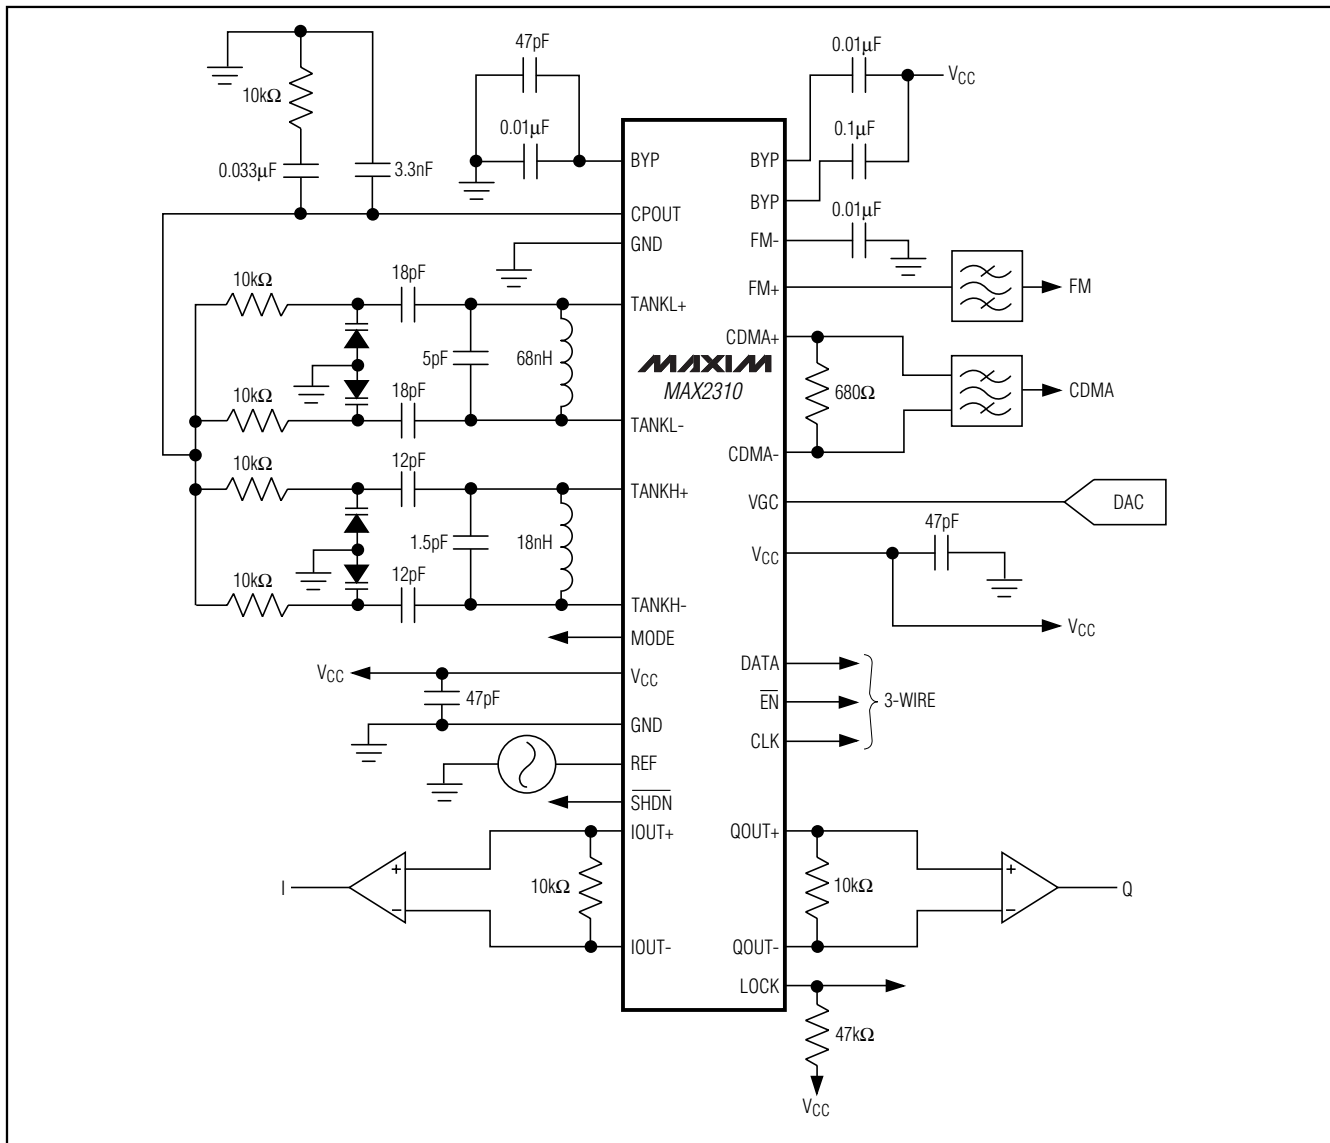 47pF
0.01µF
VCC
10kΩ
0.01µF
0.1µF
0.033µF
3.3nF
BYP
BYP
CPOUT
BYP
0.01µF
GND
FM-
10kΩ
18pF
FM+
FM
TANKL+
CDMA+
5pF
68nH
MAXIM
MAX2310
680Ω
CDMA
10kΩ
18pF
TANKL-
CDMA-
10kΩ
12pF
TANKH+
VGC
DAC
47pF
1.5pF
18nH
VCC
10kΩ
12pF
TANKH-
MODE
VCC
VCC
VCC
47pF
DATA
EN
3-WIRE
GND
CLK
REF
SHDN
IOUT+
QOUT+
I
+
−
10kΩ
10kΩ
+
−
Q
IOUT-
QOUT-
LOCK
47kΩ
VCC